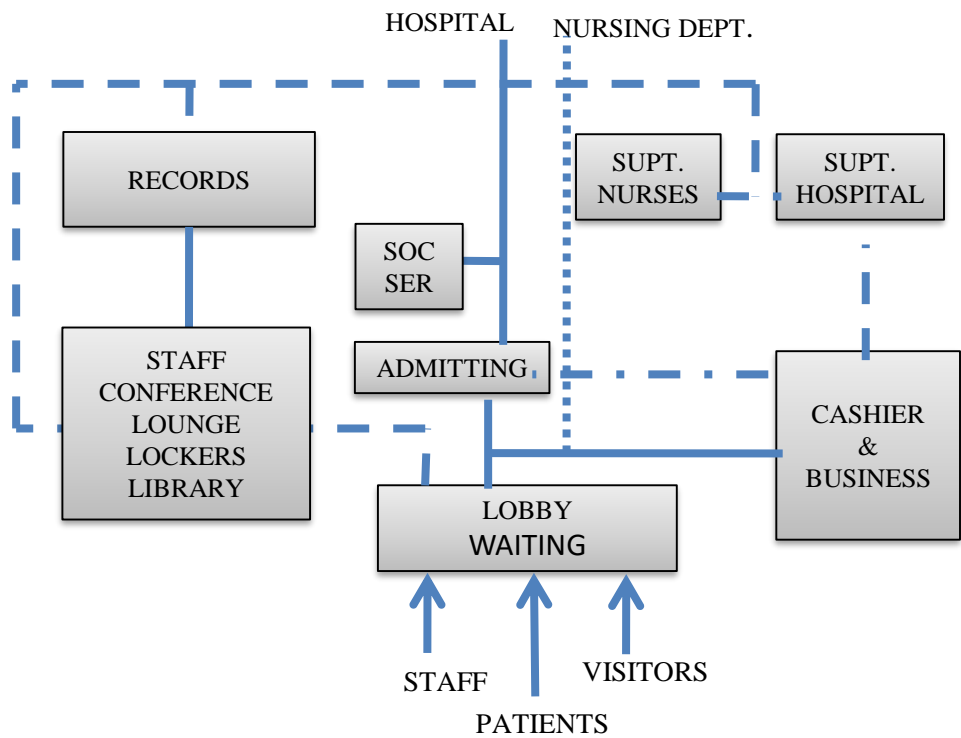 HOSPITAL
NURSING DEPT.
RECORDS
SUPT.
NURSES
SUPT.
HOSPITAL
SOC
SER
STAFF
CONFERENCE
LOUNGE
LOCKERS
LIBRARY
ADMITTING
CASHIER
&
BUSINESS
LOBBY
WAITING
STAFF
VISITORS
PATIENTS